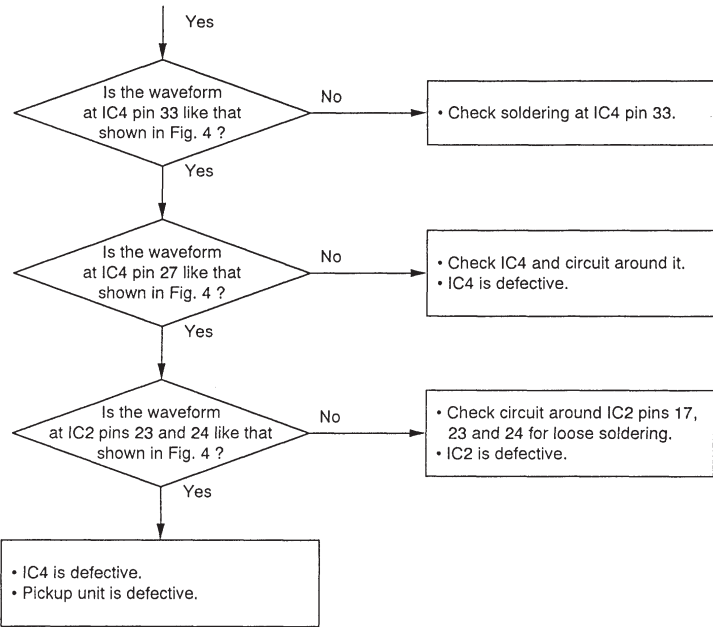 Yes
Is the waveform
at IC4 pin 33 like that
shown in Fig. 4 ?
No
• Check soldering at IC4 pin 33.
Yes
Is the waveform
at IC4 pin 27 like that
shown in Fig. 4 ?
No
• Check IC4 and circuit around it.
• IC4 is defective.
Yes
Is the waveform
at IC2 pins 23 and 24 like that
shown in Fig. 4 ?
No
• Check circuit around IC2 pins 17,
23 and 24 for loose soldering.
• IC2 is defective.
Yes
• IC4 is defective.
• Pickup unit is defective.